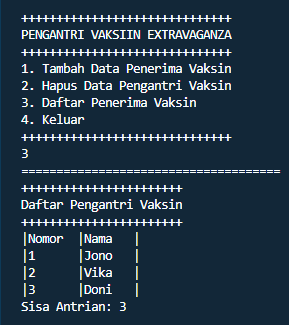 ++++++++++++++++++++++++++++++
PENGANTRI VAKSIIN EXTRAVAGANZA
++++++++++++++++++++++++++++++
1. Tambah Data Penerima Vaksin
2. Hapus Data Pengantri Vaksin
3. Daftar Penerima Vaksin
4. Keluar
++++++++++++++++++++++++++++++
3
=====================================
+++++++++++++++++++++++
Daftar Pengantri Vaksin
+++++++++++++++++++++++
|Nomor |Nama |
|1 |Jono |
|2 |Vika |
|3 |Doni |
Sisa Antrian: 3